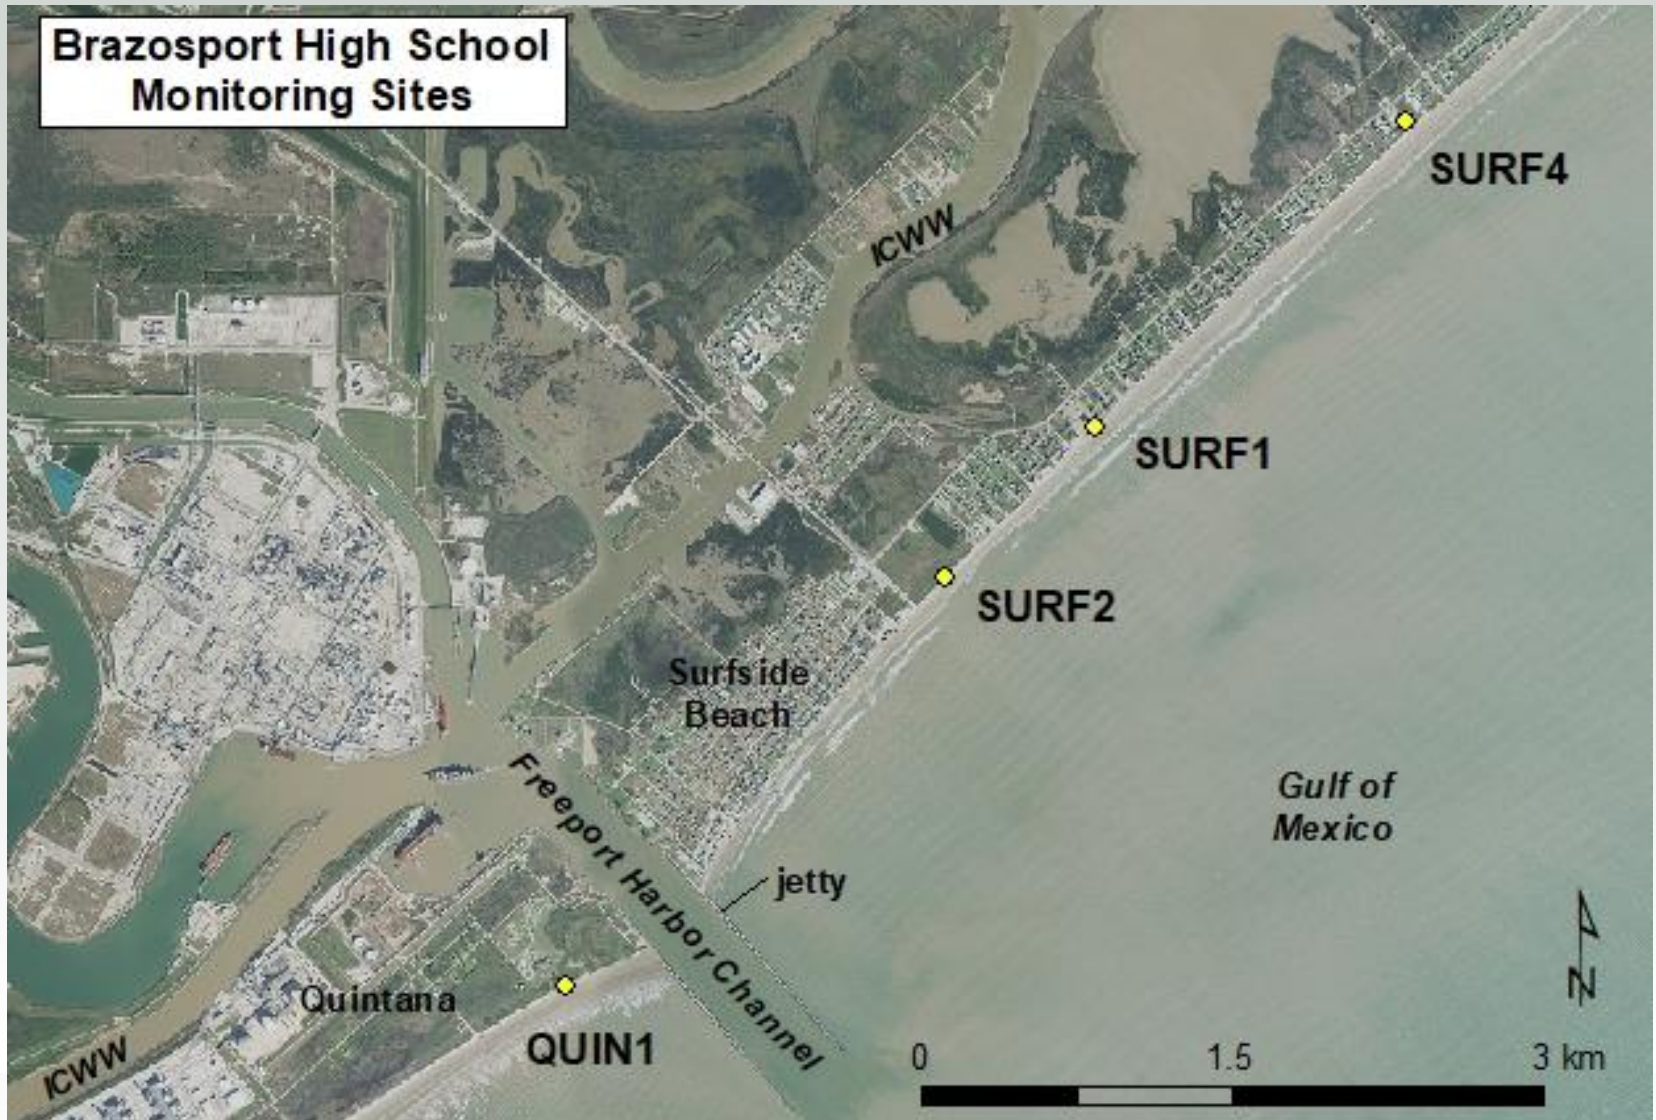 Brazosport High School
Monitoring Sites
SURF4
ICWW
SURF1
SURF2
Surfside
Beach
Freeport Harbor Channel
Gulf of
Mexico
jetty
Quintana
QUIN1
ICWW
N
0 1.5 3 km